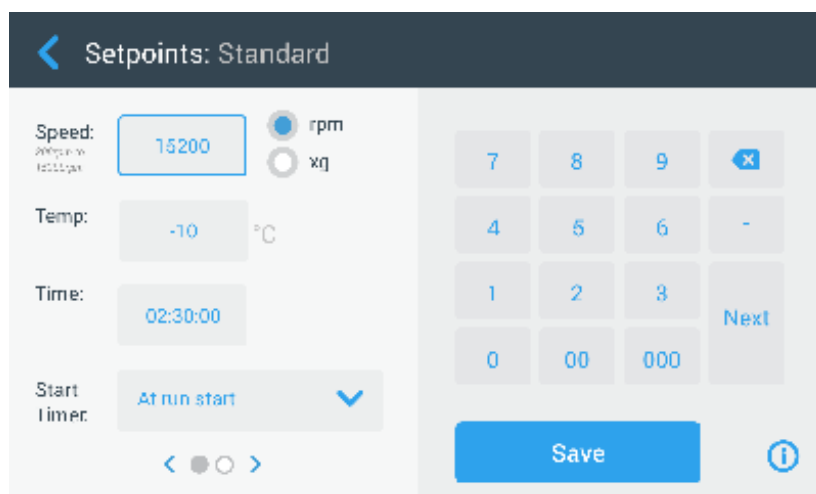 Setpoints: Standard
Speed:
15200
rpm
xg
Temp:
-10
°C
Time:
02:30:00
Start
Timer:
At run start
7 8 9
4 5 6 -
1 2 3
Next
0 00 000
Save